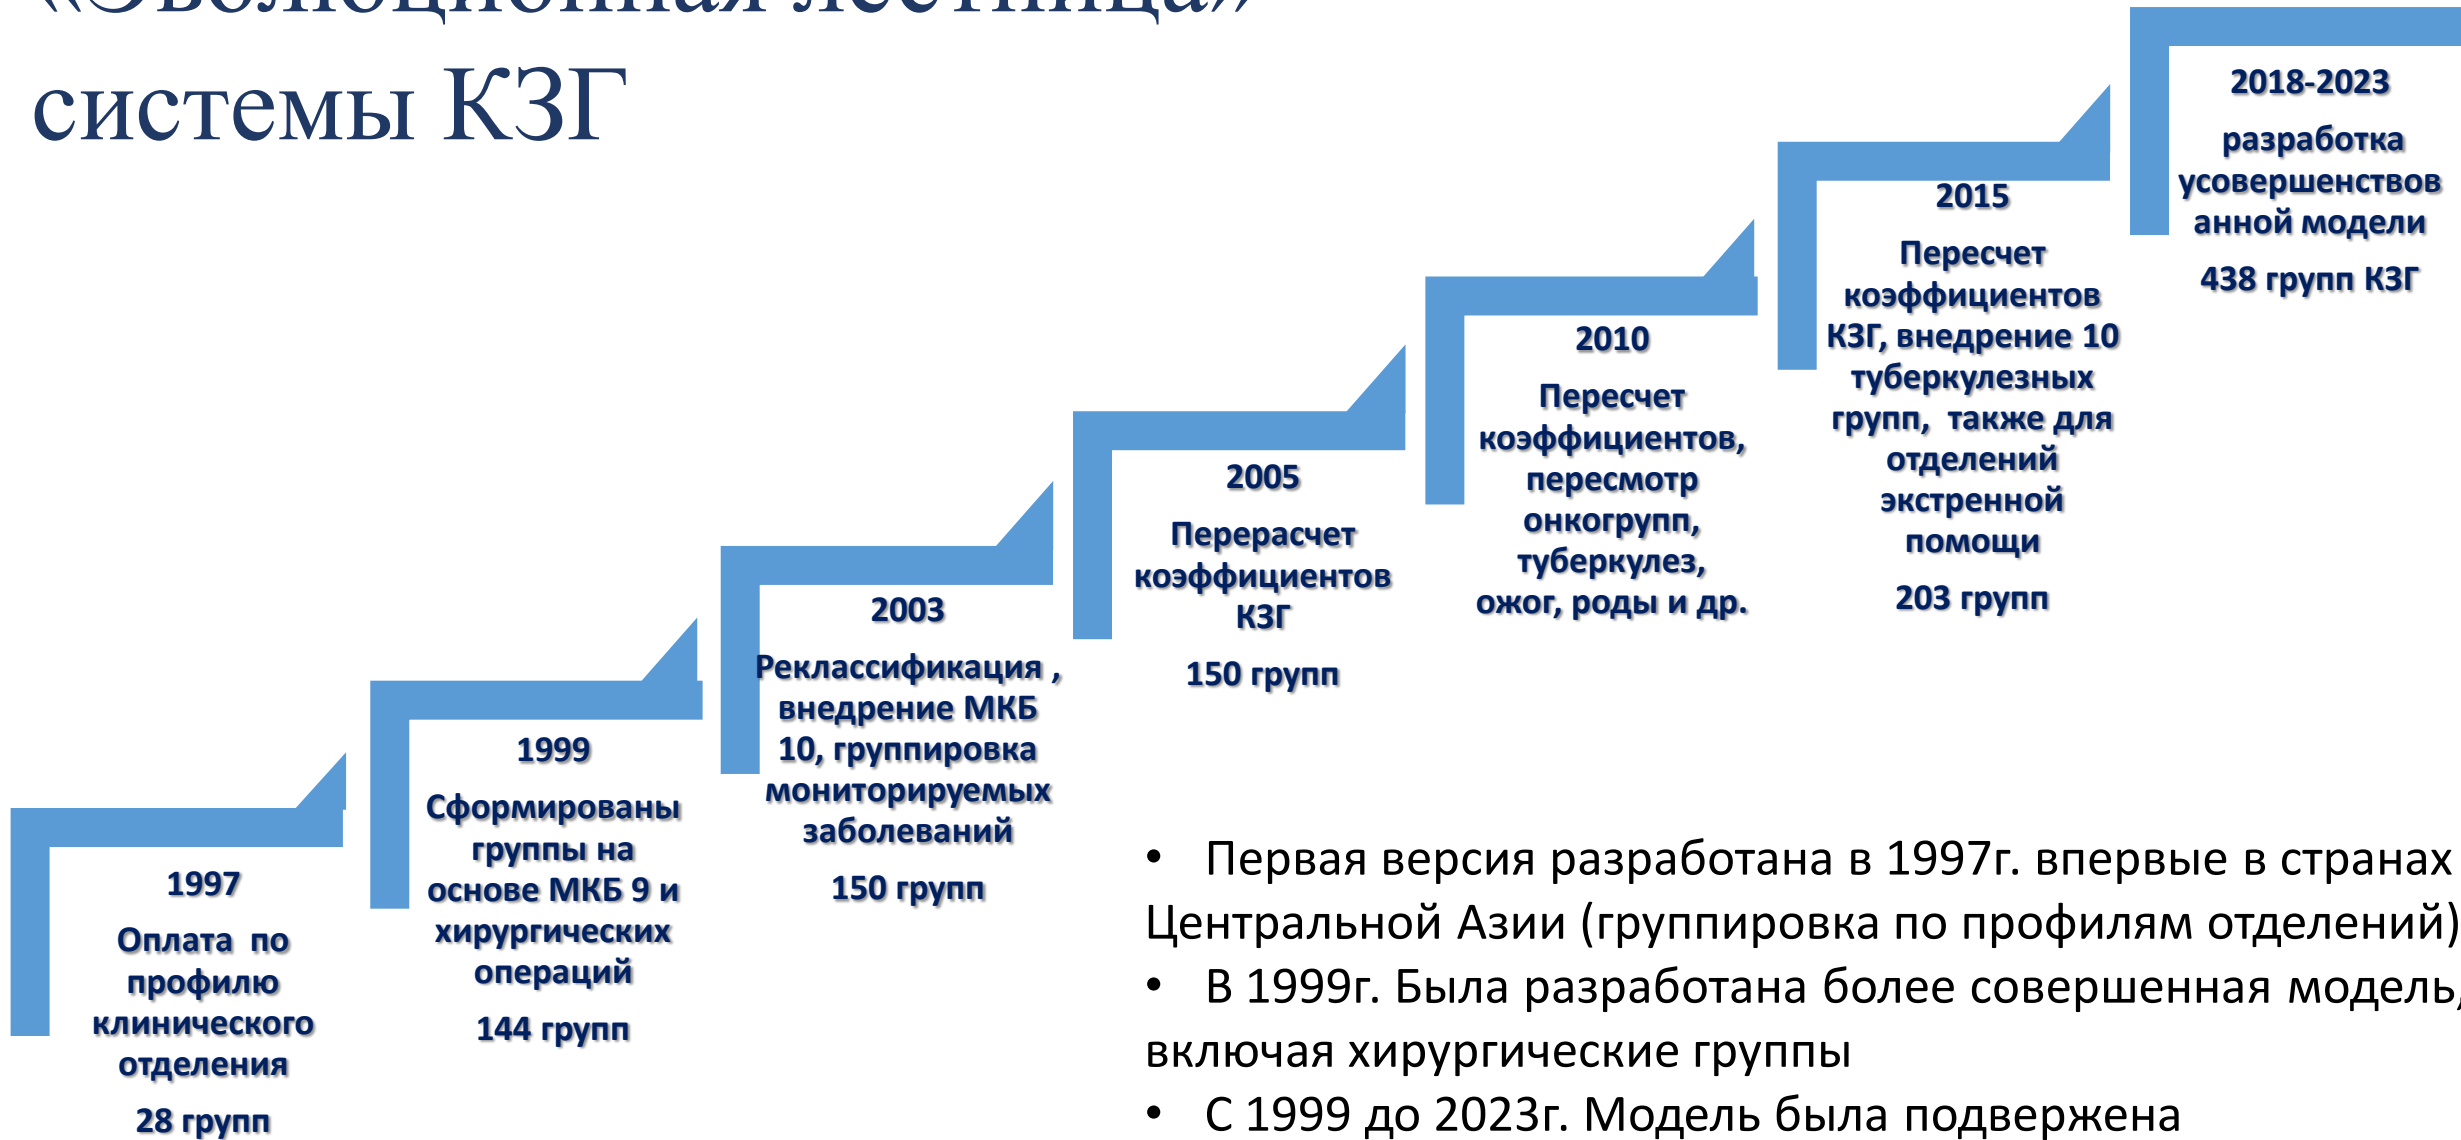 «Эволюционная лестница»
системы КЗГ
1997
Оплата по
профилю
клинического
отделения
28 групп
1999
Сформированы
группы на
основе МКБ 9 и
хирургических
операций
144 групп
2003
Реклассификация ,
внедрение МКБ
10, группировка
мониторируемых
заболеваний
150 групп
2005
Перерасчет
коэффициентов
КЗГ
150 групп
2010
Пересчет
коэффициентов,
пересмотр
онкогрупп,
туберкулез,
ожог, роды и др.
2015
Пересчет
коэффициентов
КЗГ, внедрение 10
туберкулезных
групп, также для
отделений
экстренной
помощи
203 групп
2018-2023
разработка
усовершенствов
анной модели
438 групп КЗГ
• Первая версия разработана в 1997г. впервые в странах
Центральной Азии (группировка по профилям отделений)
• В 1999г. Была разработана более совершенная модель,
включая хирургические группы
• С 1999 до 2023г. Модель была подвержена